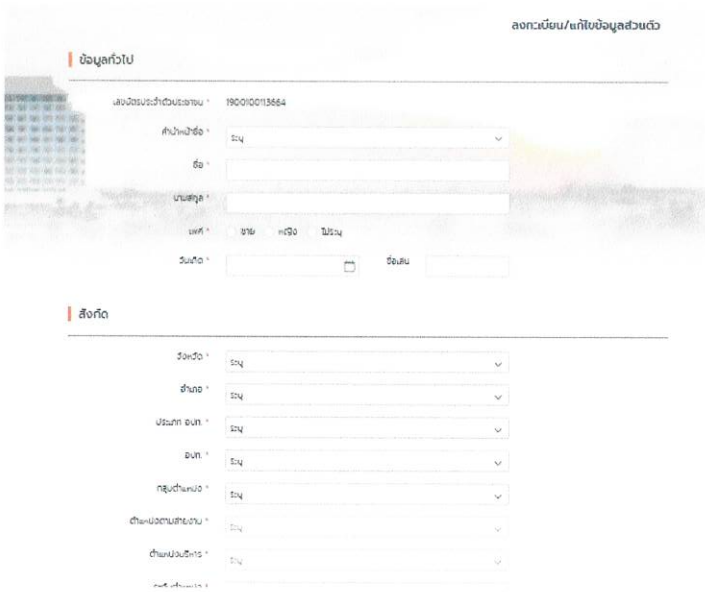 ลงทะเบียน/แก้ไขข้อมูลส่วนตัว
ข้อมูลทั่วไป
เลขบัตรประจำตัวประชาชน * 1900100113664
คำนำหน้าชื่อ * ระบุ
ชื่อ *
นามสกุล *
เพศ * ชาย หญิง ไม่ระบุ
วันเกิด * ชื่อเล่น
สังกัด
จังหวัด * ระบุ
อำเภอ * ระบุ
ประเภท อปท. * ระบุ
อปท. * ระบุ
กลุ่มตำแหน่ง * ระบุ
ตำแหน่งตามสายงาน * ระบุ
ตำแหน่งบริหาร * ระบุ